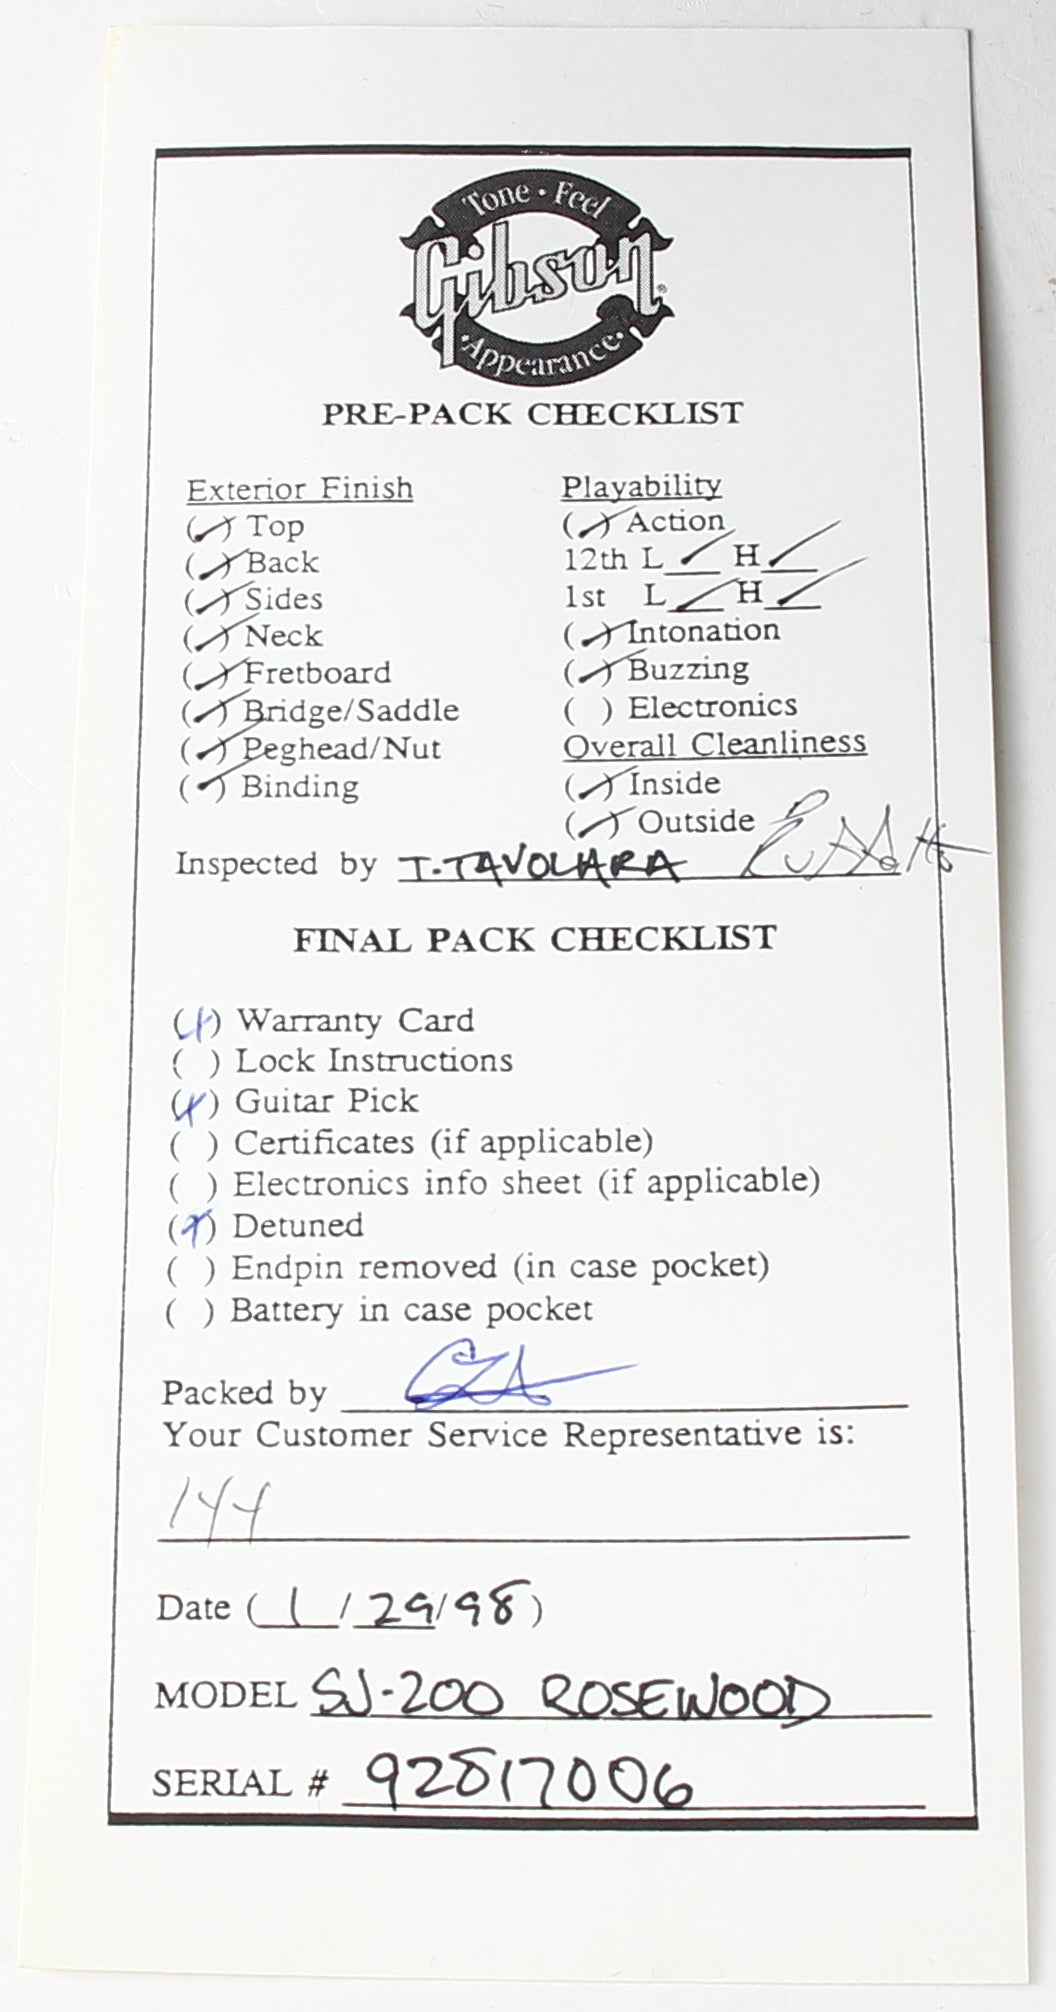 Tone • Feel
Gibson®
•Appearance•
PRE-PACK CHECKLIST
Exterior Finish
(✓) Top
(✓) Back
(✓) Sides
(✓) Neck
(✓) Fretboard
(✓) Bridge/Saddle
(✓) Peghead/Nut
(✓) Binding
Playability
(✓) Action
12th L ✓ H ✓
1st L ✓ H ✓
(✓) Intonation
(✓) Buzzing
( ) Electronics
Overall Cleanliness
(✓) Inside
(✓) Outside
Inspected by T.TAVOLHARA
FINAL PACK CHECKLIST
(x) Warranty Card
( ) Lock Instructions
(x) Guitar Pick
( ) Certificates (if applicable)
( ) Electronics info sheet (if applicable)
(x) Detuned
( ) Endpin removed (in case pocket)
( ) Battery in case pocket
Packed by
Your Customer Service Representative is:
144
Date (1/29/98)
MODEL SJ-200 ROSEWOOD
SERIAL # 92817006